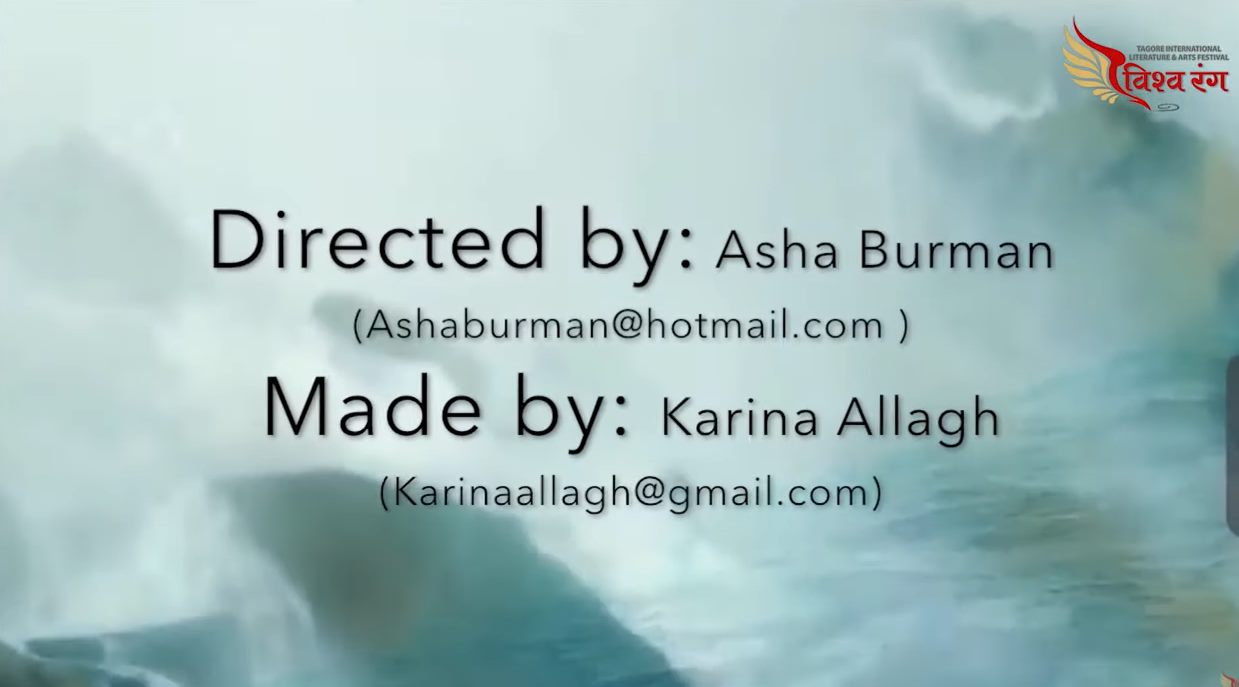 TAGORE INTERNATIONAL
LITERATURE & ARTS FESTIVAL
विश्व रंग
Directed by: Asha Burman
(Ashaburman@hotmail.com )
Made by: Karina Allagh
(Karinaallagh@gmail.com)